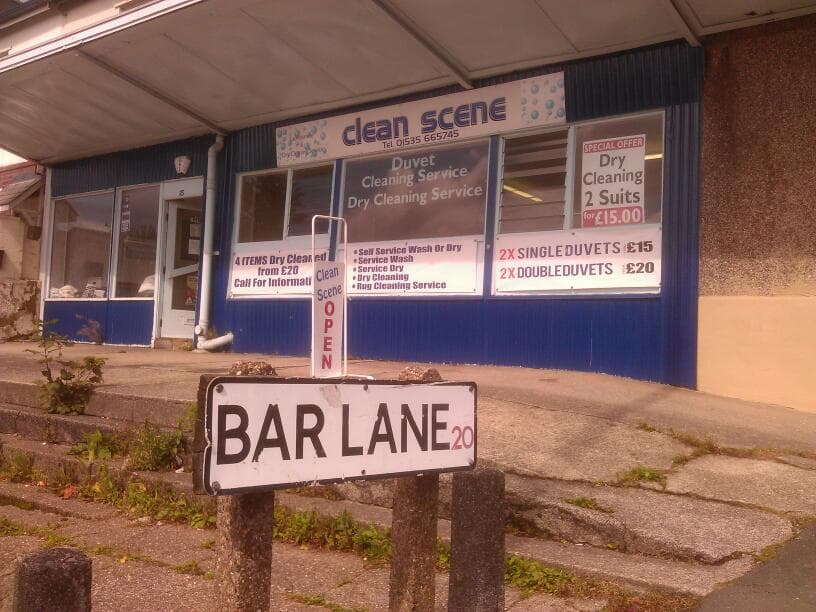 clean scene
Tel. 01535 665745
Duvet
Cleaning Service
Dry Cleaning Service
SPECIAL OFFER
Dry
Cleaning
2 Suits
for £15.00
4 ITEMS Dry Cleaned
from £20
Call For
• Self Service Wash Or Dry
• Service Wash
• Service Dry
• Dry Cleaning
• Rug Cleaning Service
2X SINGLE DUVETS £15
2X DOUBLE DUVETS £20
Clean
Scene
OPEN
BAR LANE 20